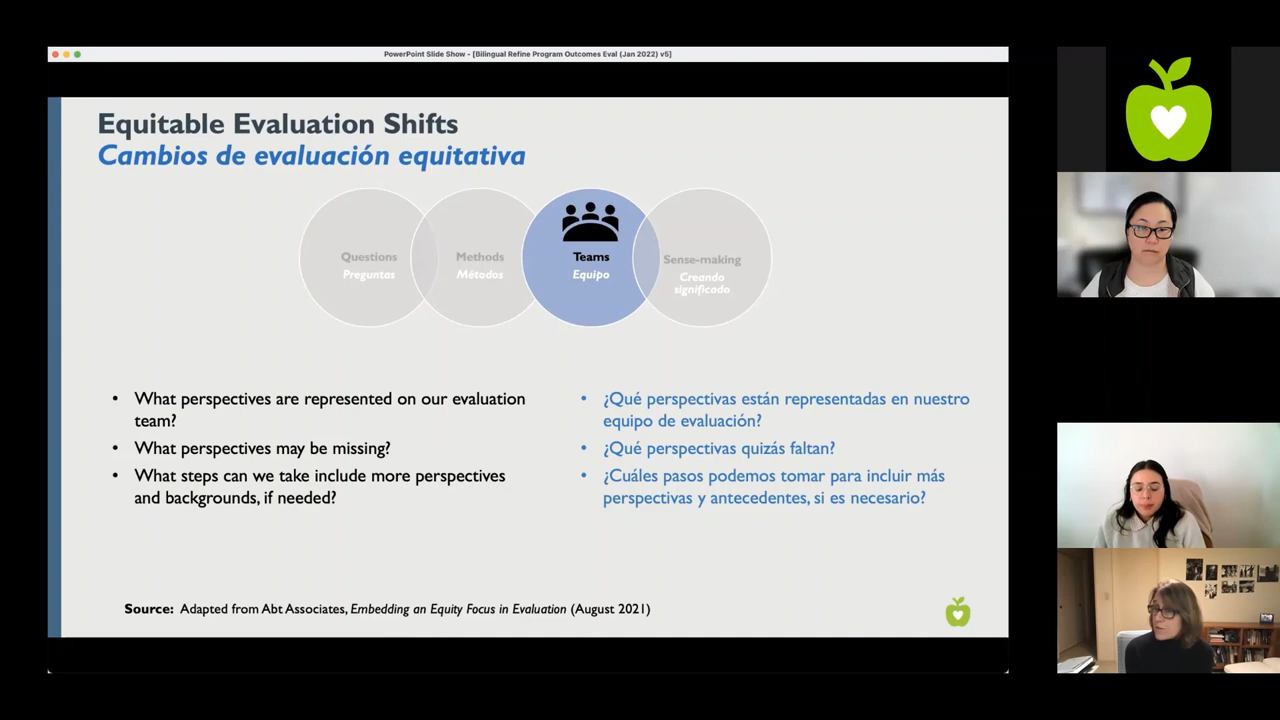 PowerPoint Slide Show - [Bilingual Refine Program Outcomes Eval (Jan 2022) v5]
Equitable Evaluation Shifts
Cambios de evaluación equitativa
Questions
Preguntas
Methods
Métodos
Teams
Equipo
Sense-making
Creando
significado
• What perspectives are represented on our evaluation
team?
• What perspectives may be missing?
• What steps can we take include more perspectives
and backgrounds, if needed?
• ¿Qué perspectivas están representadas en nuestro
equipo de evaluación?
• ¿Qué perspectivas quizás faltan?
• ¿Cuáles pasos podemos tomar para incluir más
perspectivas y antecedentes, si es necesario?
Source: Adapted from Abt Associates, Embedding an Equity Focus in Evaluation (August 2021)